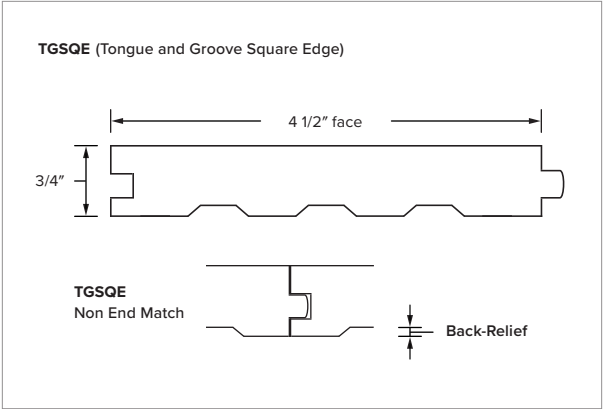 TGSQE (Tongue and Groove Square Edge)
4 1/2” face
3/4”
TGSQE
Non End Match
Back-Relief